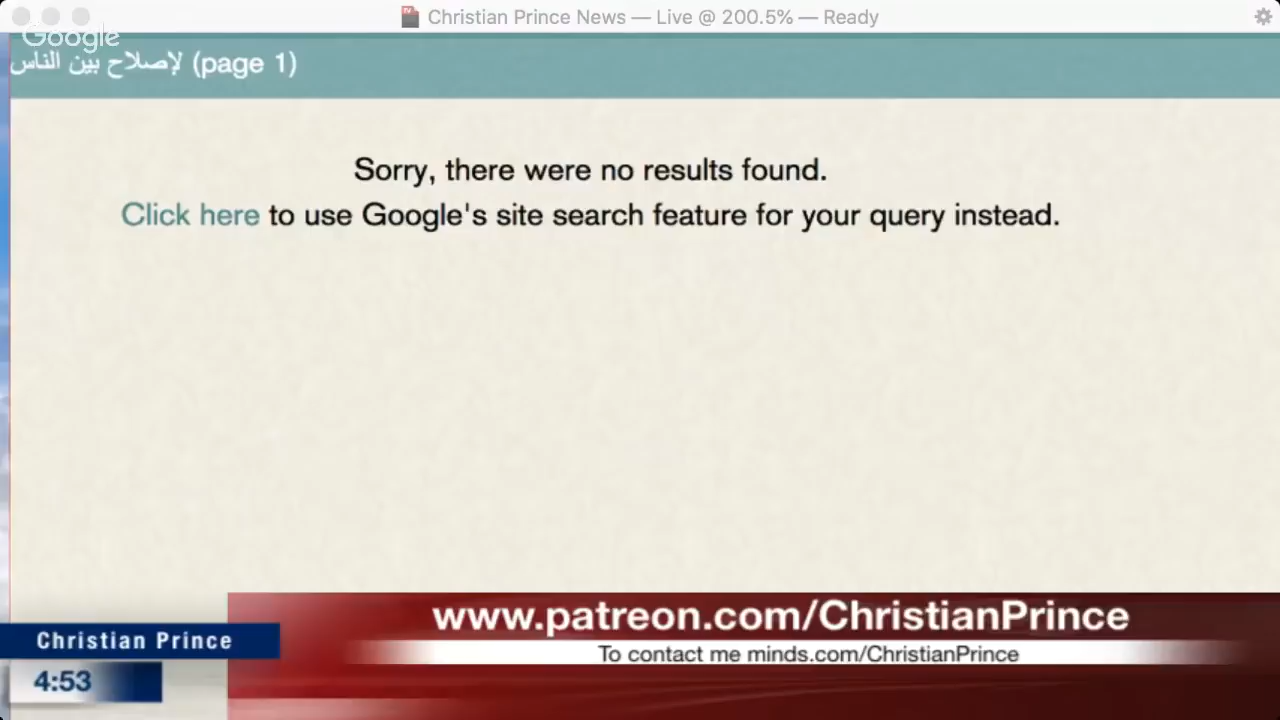 Christian Prince News — Live @ 200.5% — Ready
Google
لإصلاح بين الناس (page 1)
Sorry, there were no results found.
Click here to use Google's site search feature for your query instead.
www.patreon.com/ChristianPrince
Christian Prince
To contact me minds.com/ChristianPrince
4:53